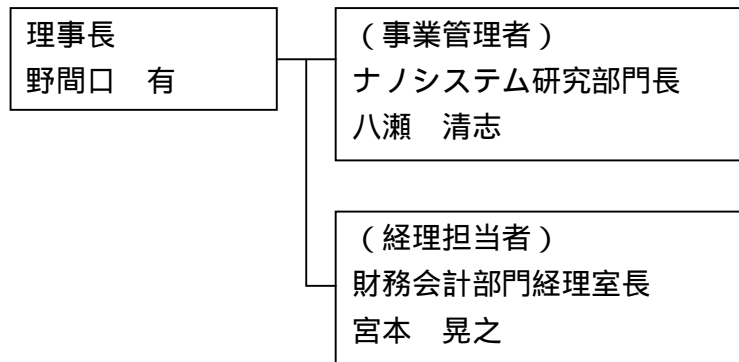 理事長
野間口　有
（事業管理者）
ナノシステム研究部門長
八瀬　清志
（経理担当者）
財務会計部門経理室長
宮本　晃之